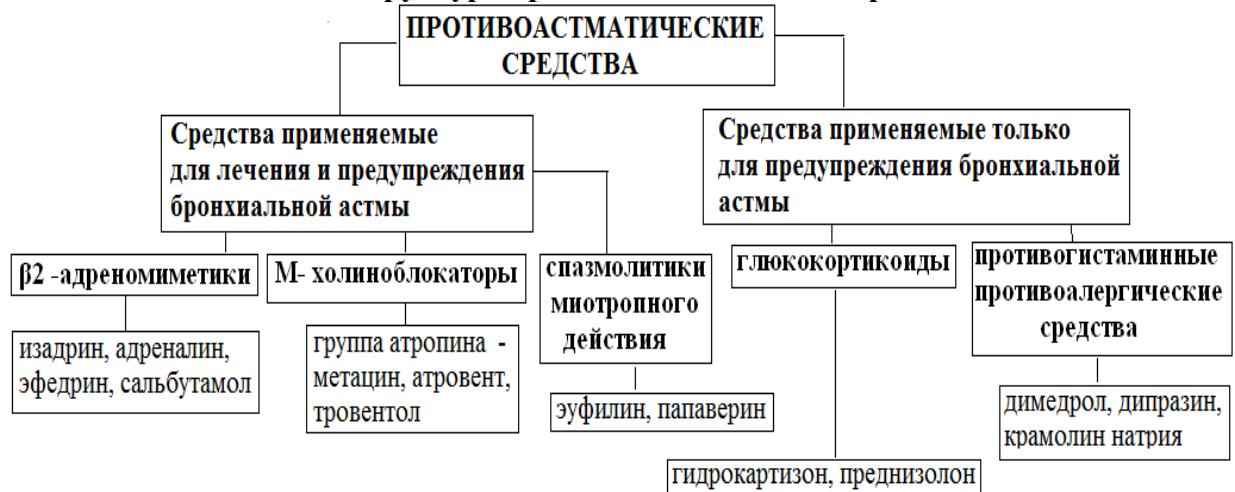 ПРОТИВОАСТМАТИЧЕСКИЕ
СРЕДСТВА
Средства применяемые
для лечения и предупреждения
бронхиальной астмы
Средства применяемые только
для предупреждения бронхиальной
астмы
β2 -адреномиметики
М- холиноблокаторы
спазмолитики
миотропного
действия
глюкокортикоиды
противогистаминные
противоалергические
средства
изадрин, адреналин,
эфедрин, сальбутамол
группа атропина -
метацин, атровент,
тровентол
эуфилин, папаверин
димедрол, дипразин,
крамолин натрия
гидрокартизон, преднизолон